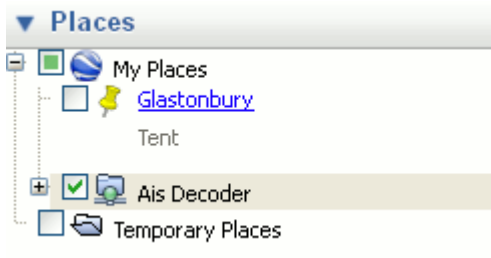 Places
My Places
Glastonbury
Tent
Ais Decoder
Temporary Places